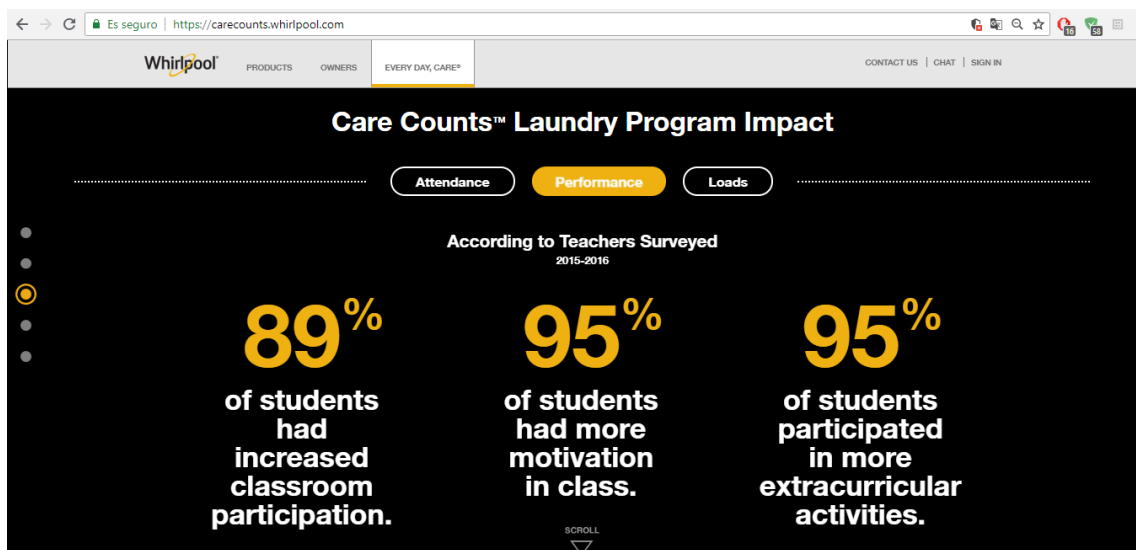 Es seguro | https://carecounts.whirlpool.com
16
58
Whirlpool
PRODUCTS OWNERS EVERY DAY, CARE® CONTACT US | CHAT | SIGN IN
Care Counts™ Laundry Program Impact
Attendance Performance Loads
According to Teachers Surveyed
2015-2016
89%
of students
had
increased
classroom
participation.
95%
of students
had more
motivation
in class.
95%
of students
participated
in more
extracurricular
activities.
SCROLL